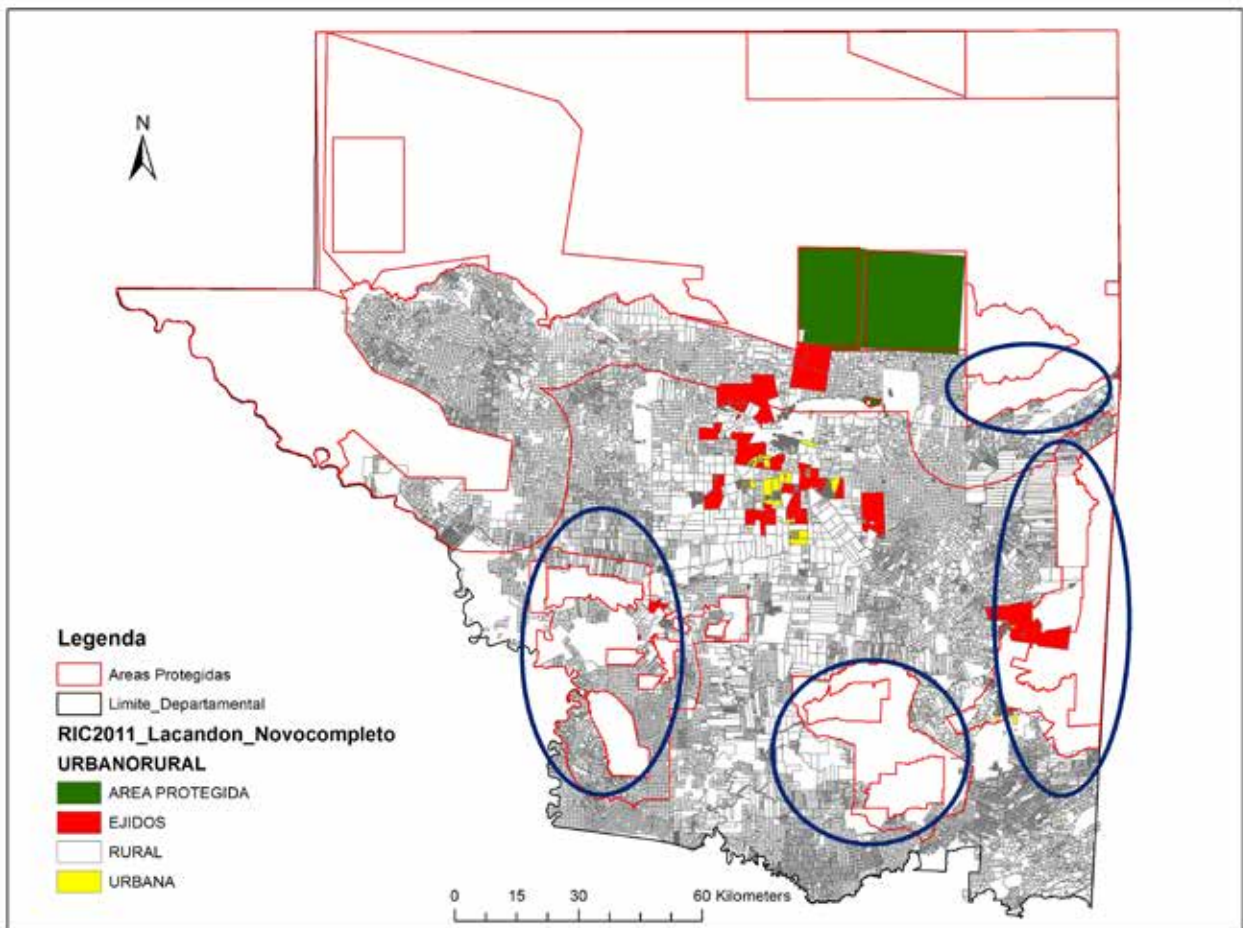 N
Legenda
Areas Protegidas
Limite_Departamental
RIC2011_Lacandon_Novocompleto
URBANORURAL
AREA PROTEGIDA
EJIDOS
RURAL
URBANA
0 15 30 60 Kilometers